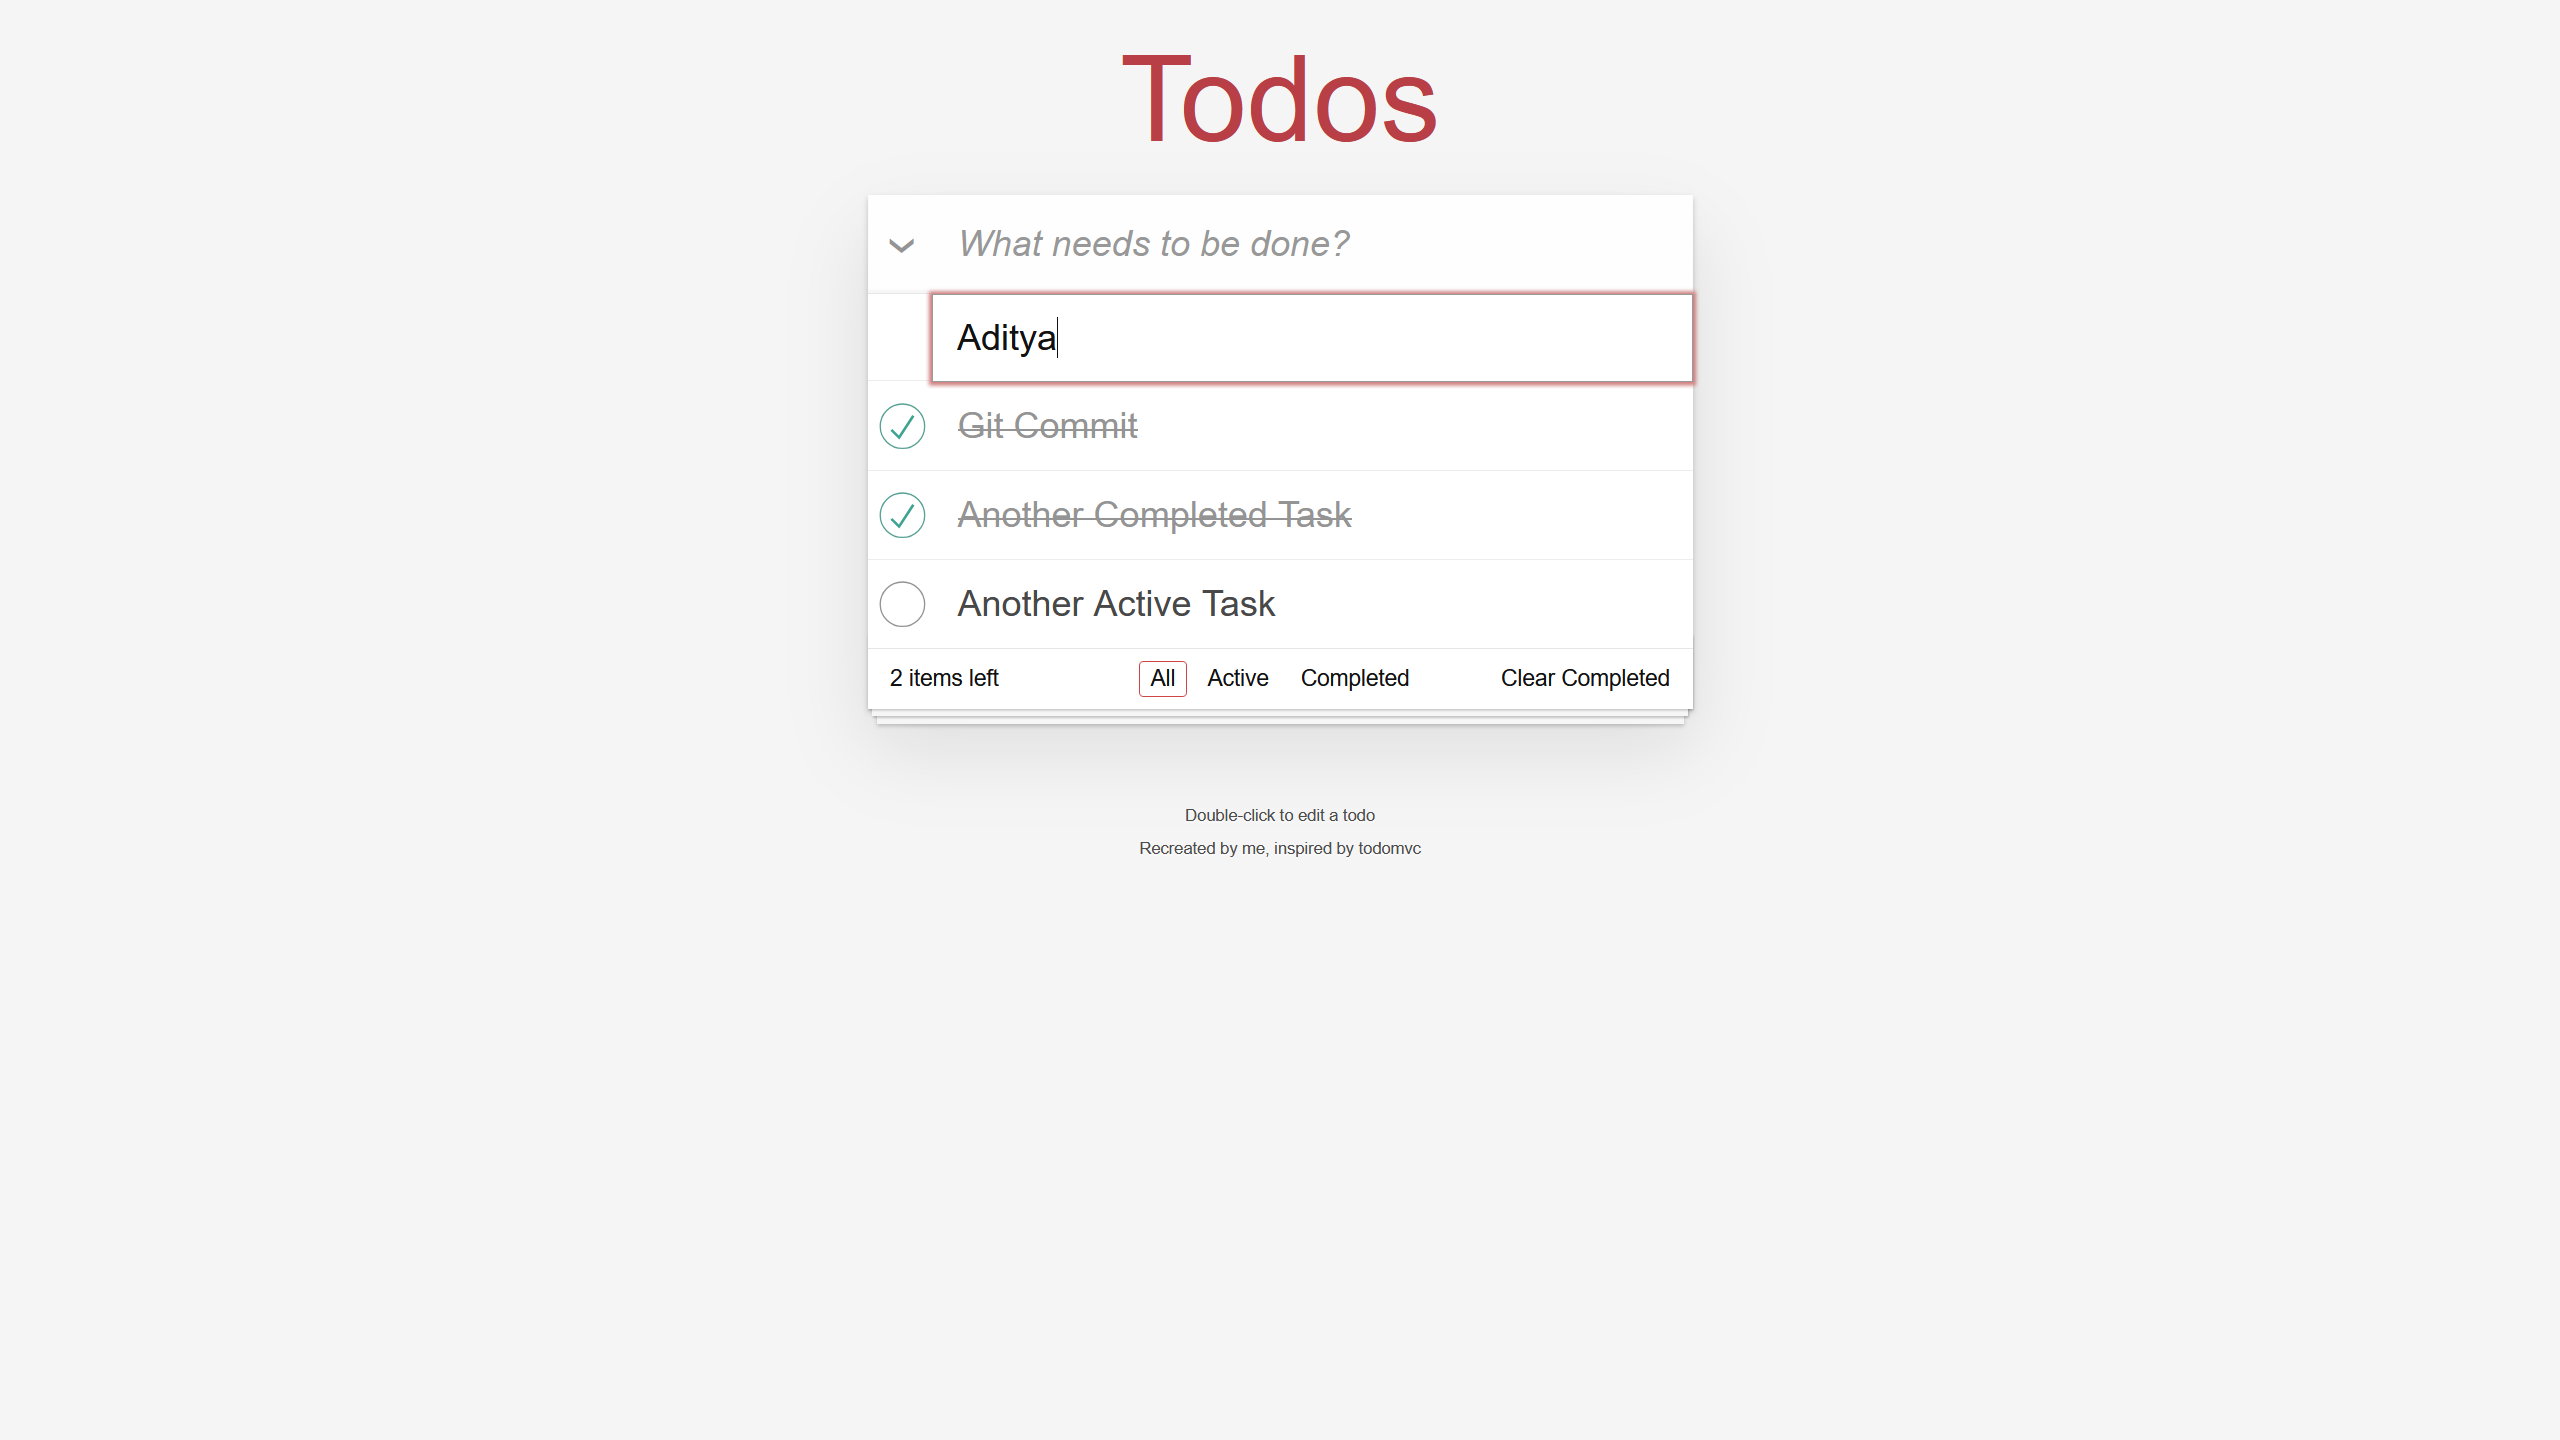 Todos
What needs to be done?
Aditya
Git Commit
Another Completed Task
Another Active Task
2 items left All Active Completed Clear Completed
Double-click to edit a todo
Recreated by me, inspired by todomvc